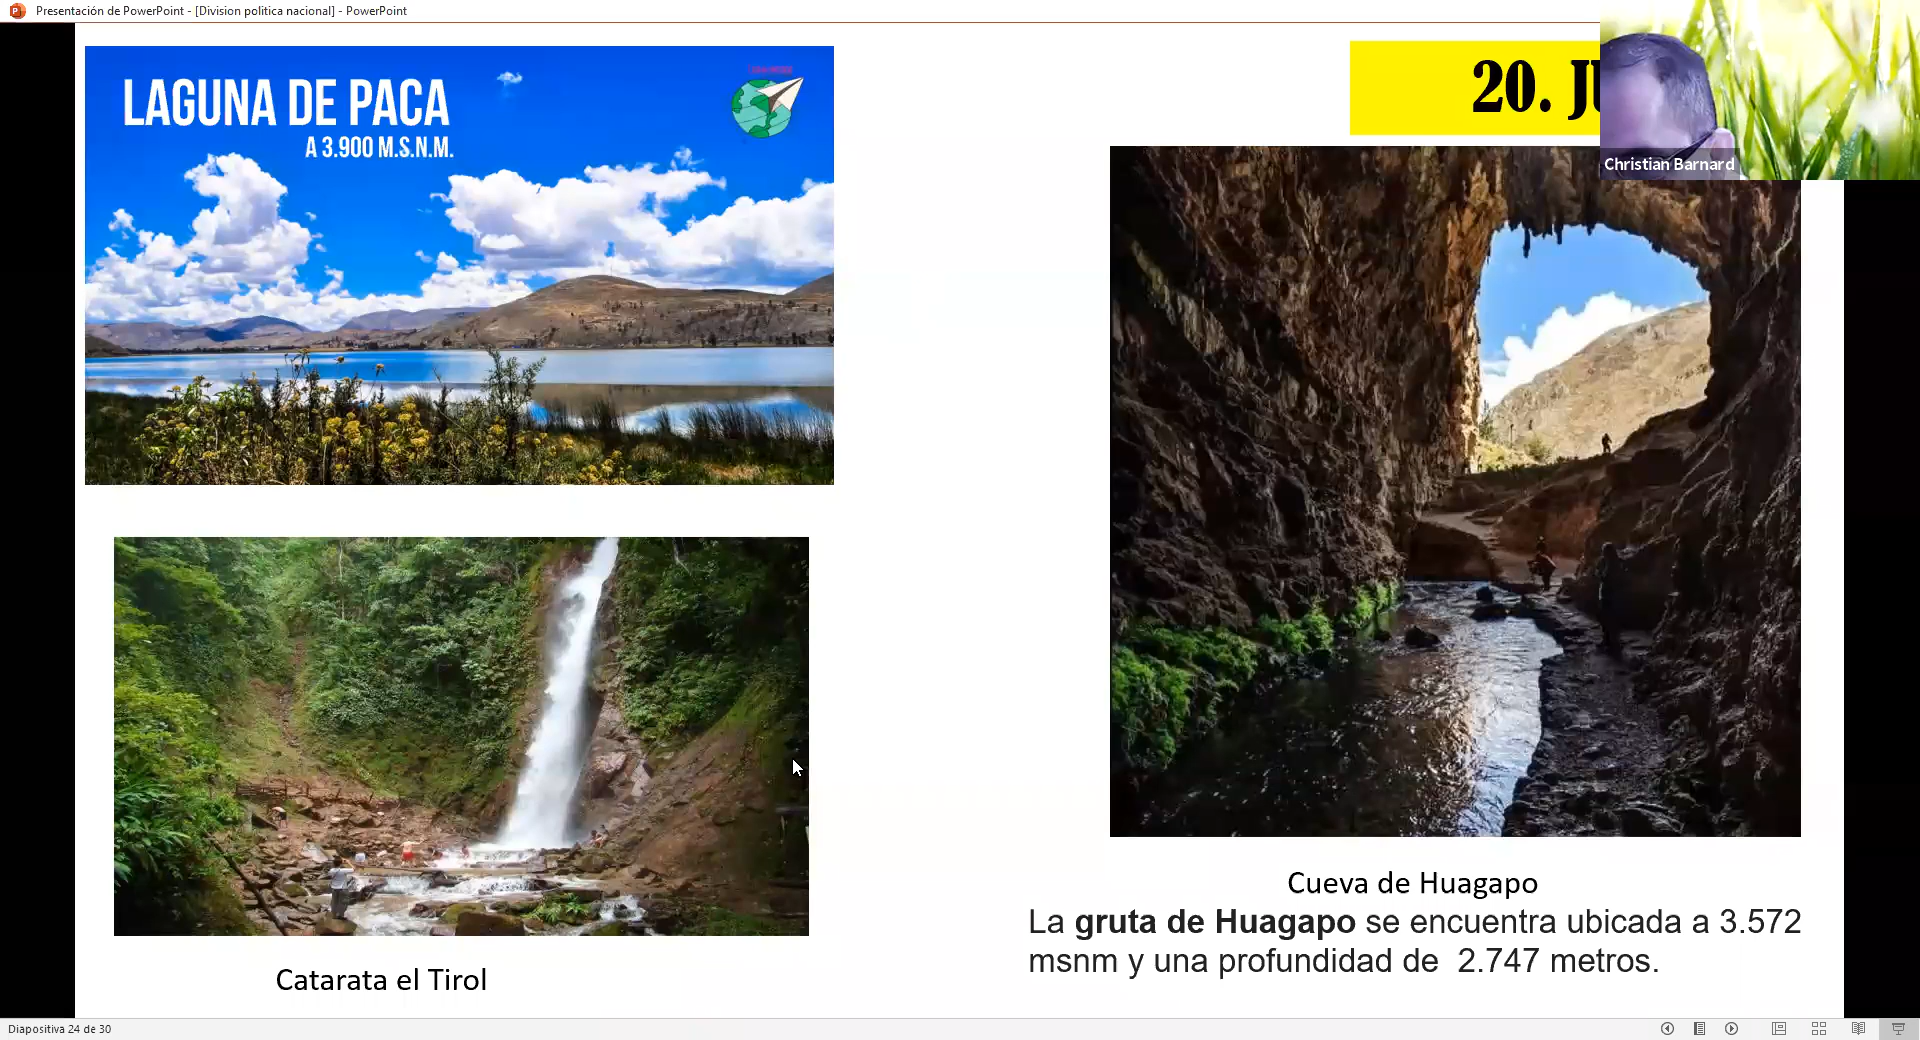 Presentación de PowerPoint - [Division politica nacional] - PowerPoint
LAGUNA DE PACA
A 3.900 M.S.N.M.
20. JU
Christian Barnard
Catarata el Tirol
Cueva de Huagapo
La gruta de Huagapo se encuentra ubicada a 3.572
msnm y una profundidad de 2.747 metros.
Diapositiva 24 de 30